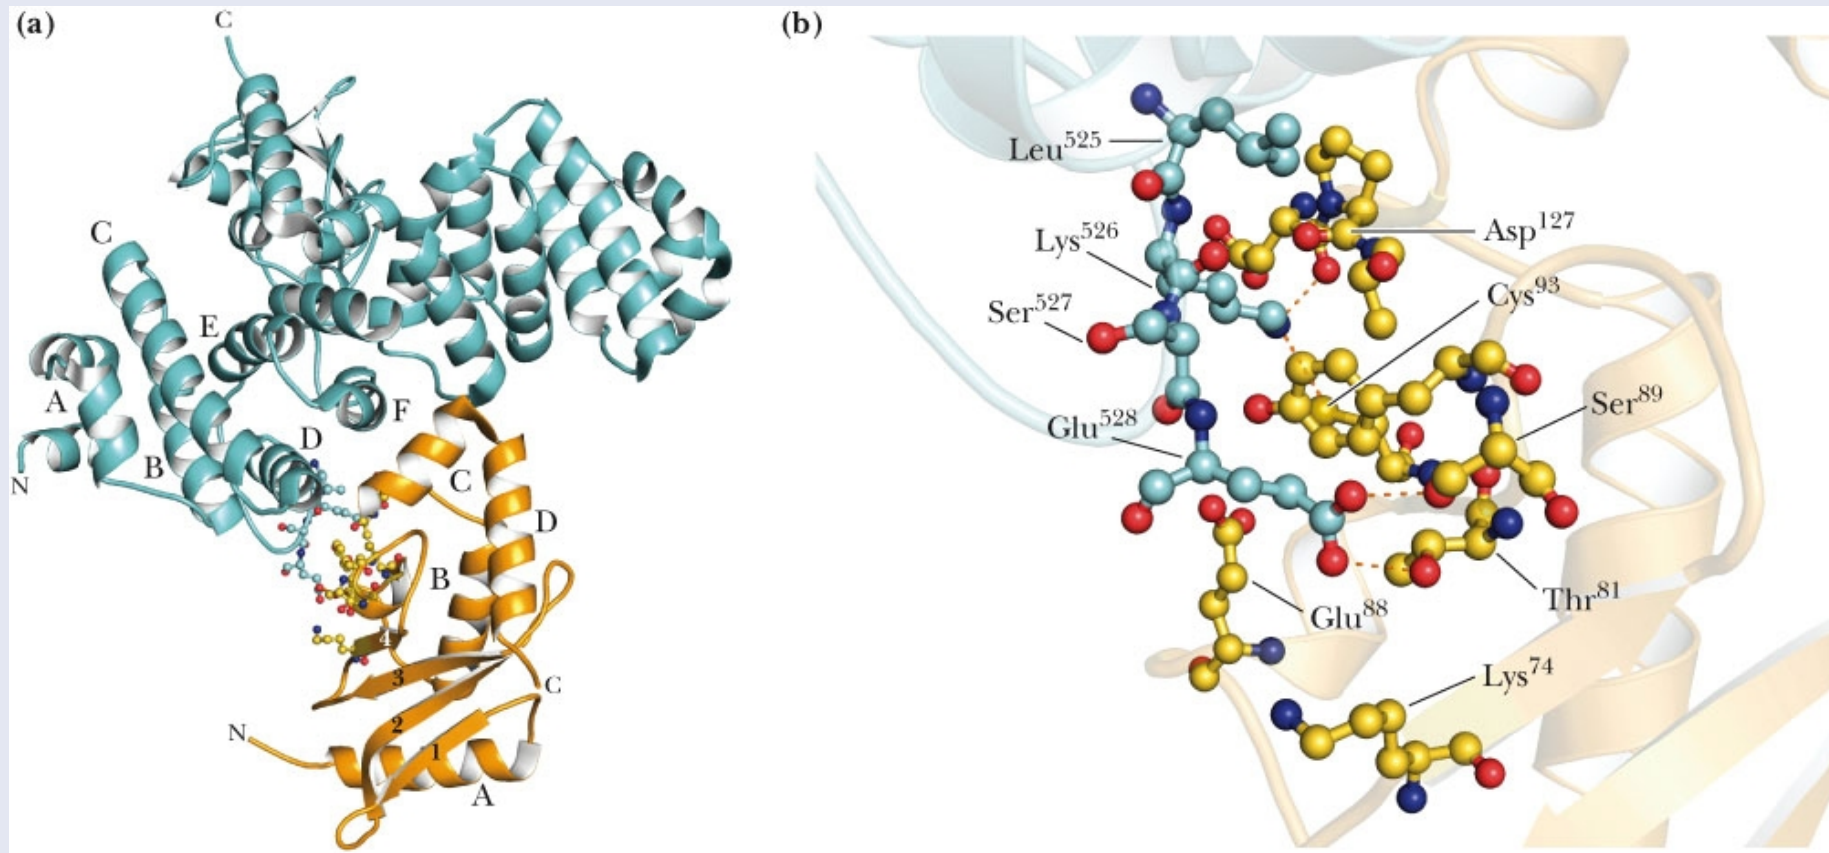 (a)
C
C
E
A
F
D
B
N
C
D
B
4
3
C
2
N
1
A
(b)
Leu525
Asp127
Lys526
Cys93
Ser527
Ser89
Glu528
Thr81
Glu88
Lys74